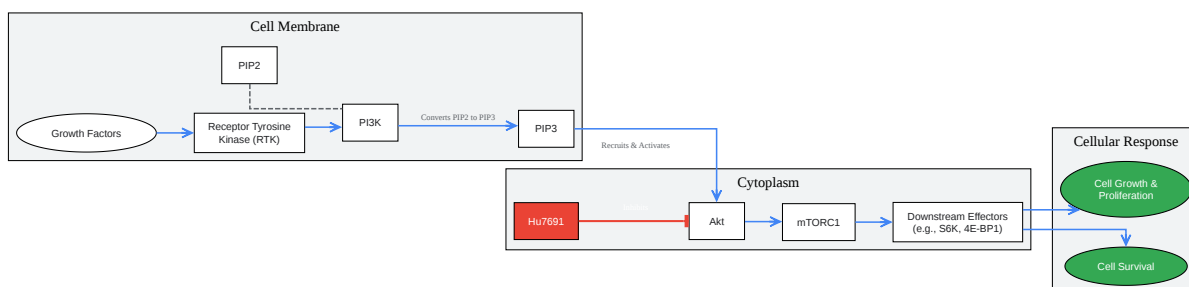 Cell Membrane
PIP2
Growth Factors
Receptor Tyrosine
Kinase (RTK)
PI3K
Converts PIP2 to PIP3
PIP3
Recruits & Activates
Cytoplasm
Hu7691
Akt
mTORC1
Downstream Effectors
(e.g., S6K, 4E-BP1)
Cellular Response
Cell Growth &
Proliferation
Cell Survival